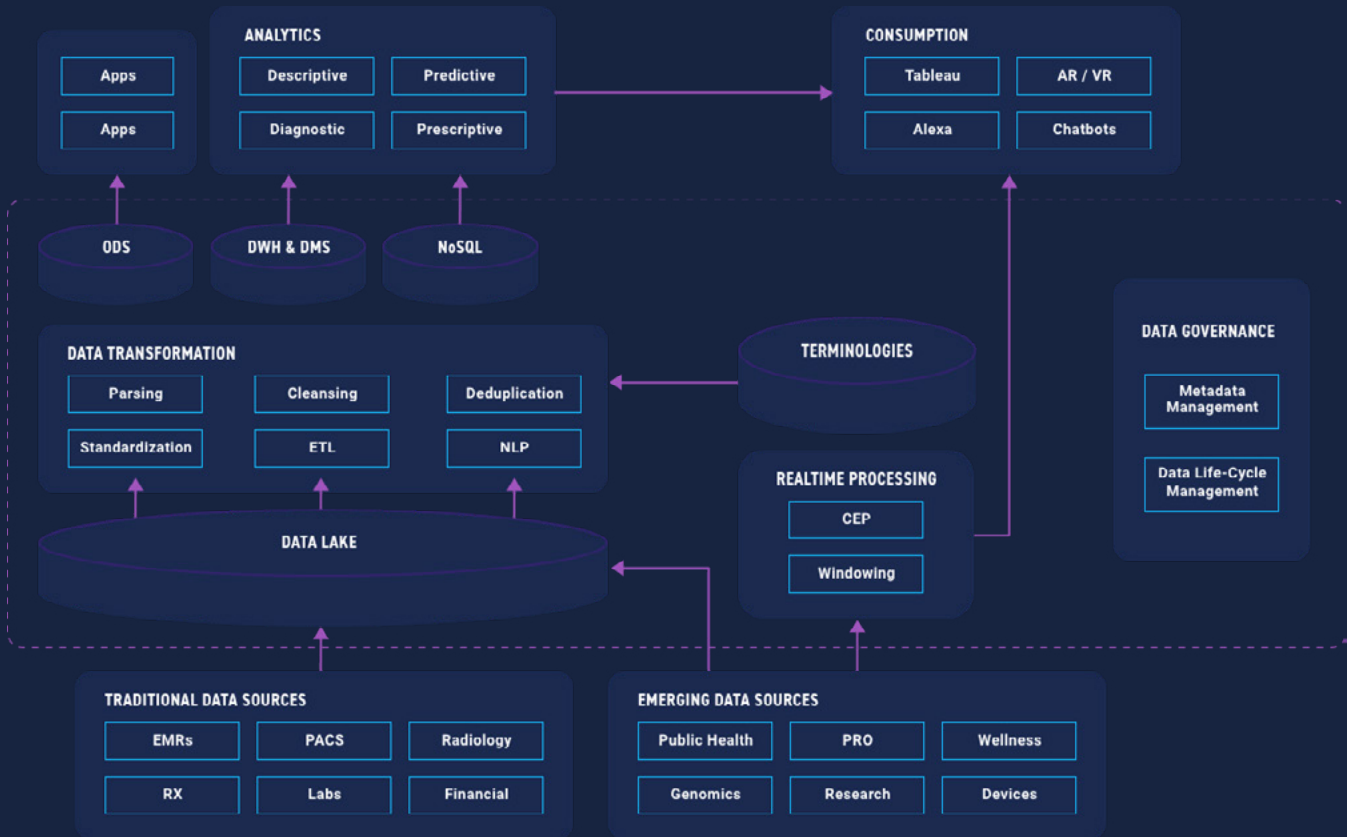 Apps
Apps
ANALYTICS
Descriptive
Predictive
Diagnostic
Prescriptive
CONSUMPTION
Tableau
AR / VR
Alexa
Chatbots
ODS
DWH & DMS
NoSQL
DATA TRANSFORMATION
Parsing
Cleansing
Deduplication
Standardization
ETL
NLP
TERMINOLOGIES
DATA GOVERNANCE
Metadata
Management
Data Life-Cycle
Management
REALTIME PROCESSING
CEP
Windowing
DATA LAKE
TRADITIONAL DATA SOURCES
EMRs
PACS
Radiology
RX
Labs
Financial
EMERGING DATA SOURCES
Public Health
PRO
Wellness
Genomics
Research
Devices